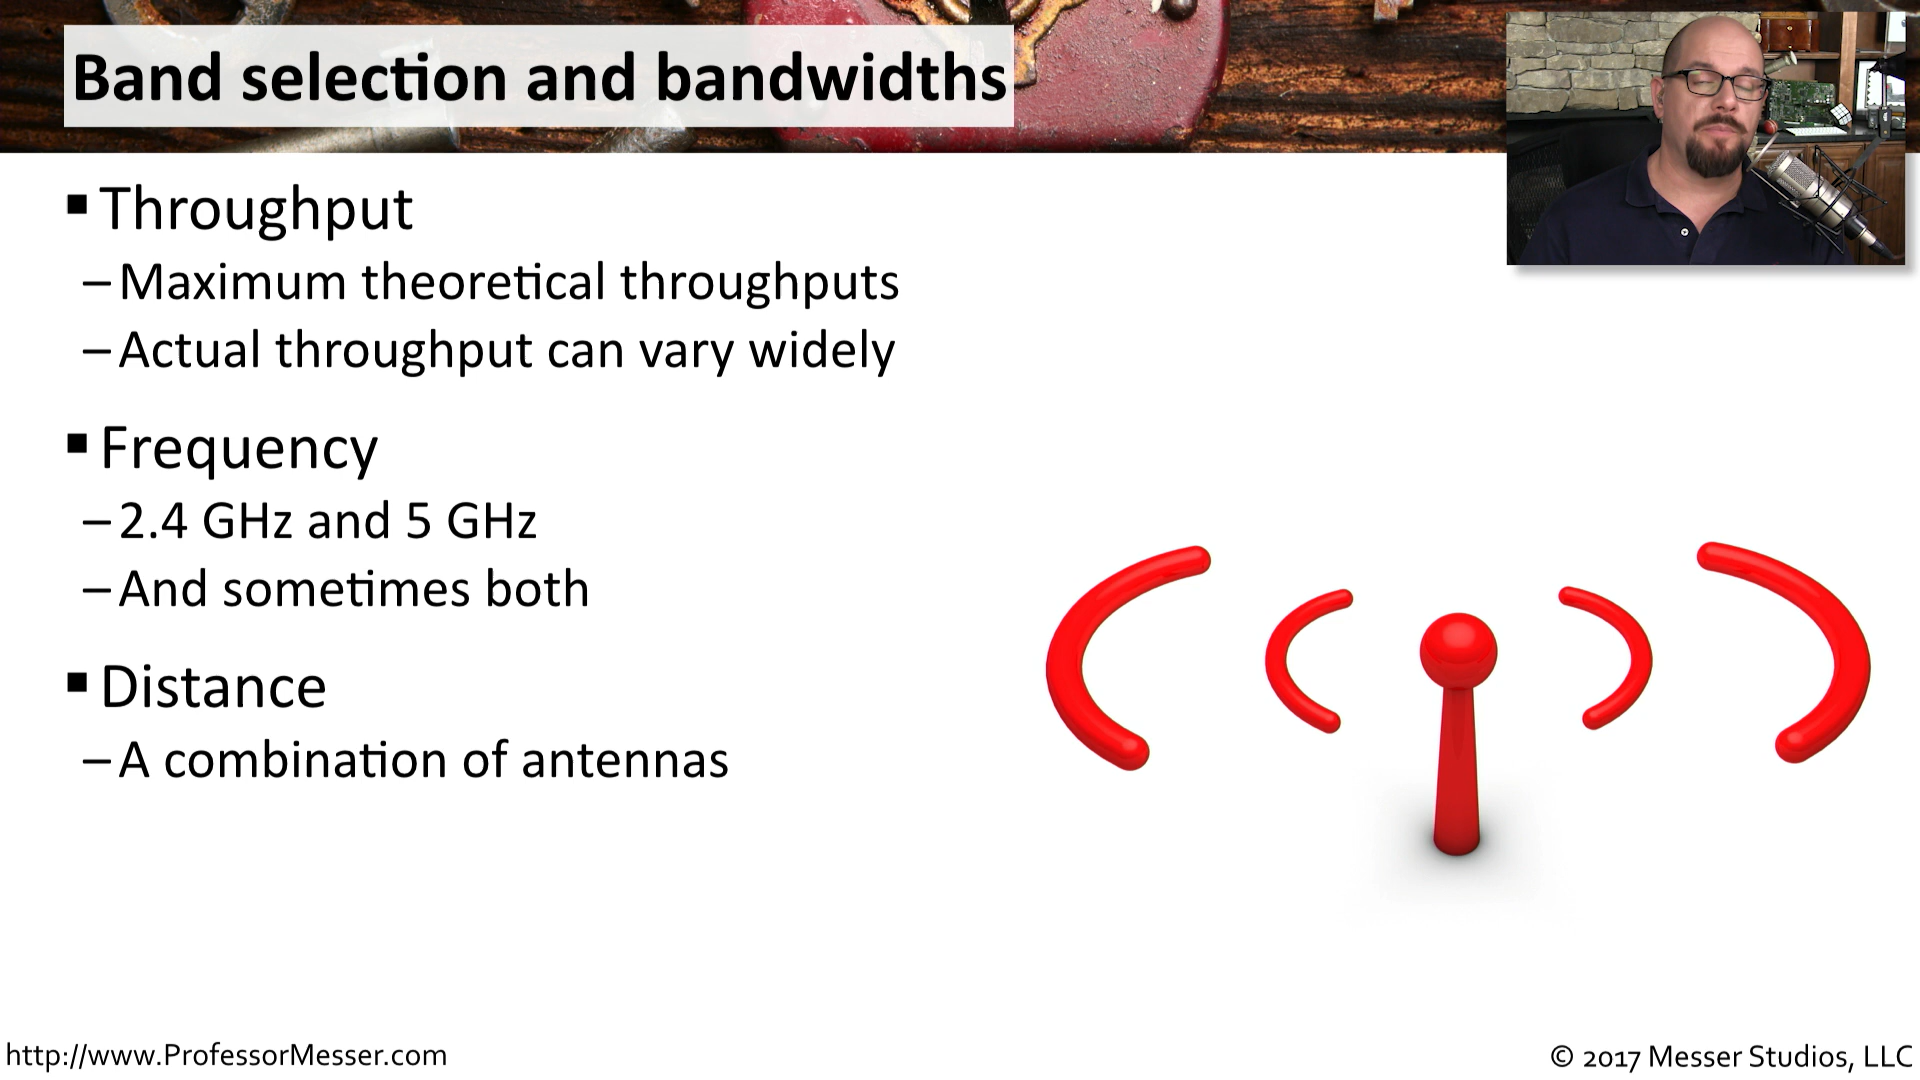 Band selection and bandwidths
▪ Throughput
– Maximum theoretical throughputs
– Actual throughput can vary widely
▪ Frequency
– 2.4 GHz and 5 GHz
– And sometimes both
▪ Distance
– A combination of antennas
http://www.ProfessorMesser.com
© 2017 Messer Studios, LLC